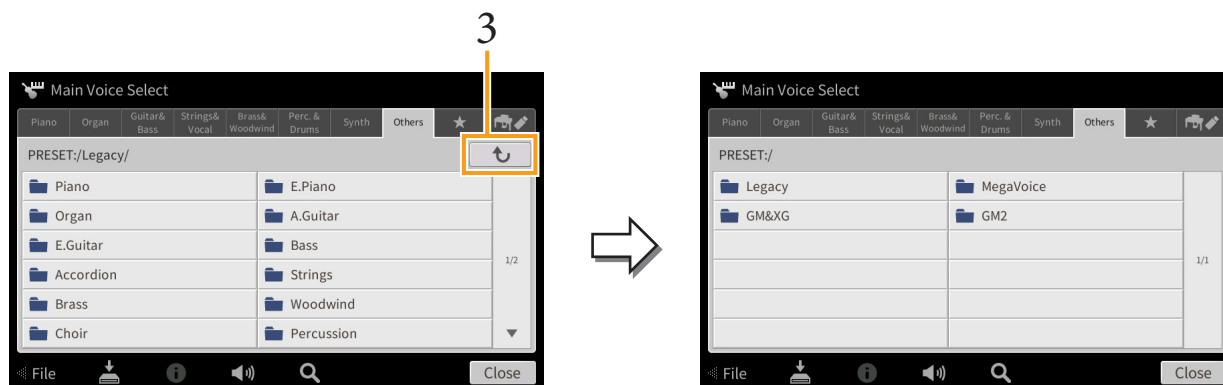 3
Main Voice Select
Piano Organ Guitar& Bass Strings& Vocal Brass& Woodwind Perc. & Drums Synth Others
PRESET:/Legacy/
Piano E.Piano
Organ A.Guitar
E.Guitar Bass
Accordion Strings
1/2
Brass Woodwind
Choir Percussion
File Close
Main Voice Select
Piano Organ Guitar& Bass Strings& Vocal Brass& Woodwind Perc. & Drums Synth Others
PRESET:/
Legacy MegaVoice
GM&XG GM2
1/1
File Close